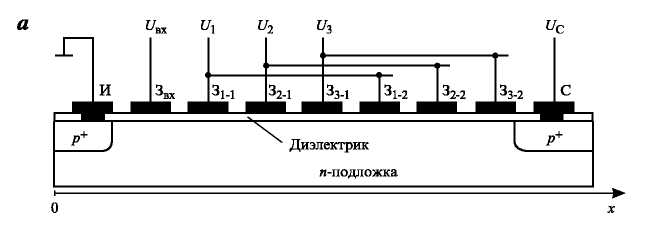 а
Uвх U1 U2 U3 UС
И Звх З1-1 З2-1 З3-1 З1-2 З2-2 З3-2 С
p+ p+
Диэлектрик
n-подложка
0 x